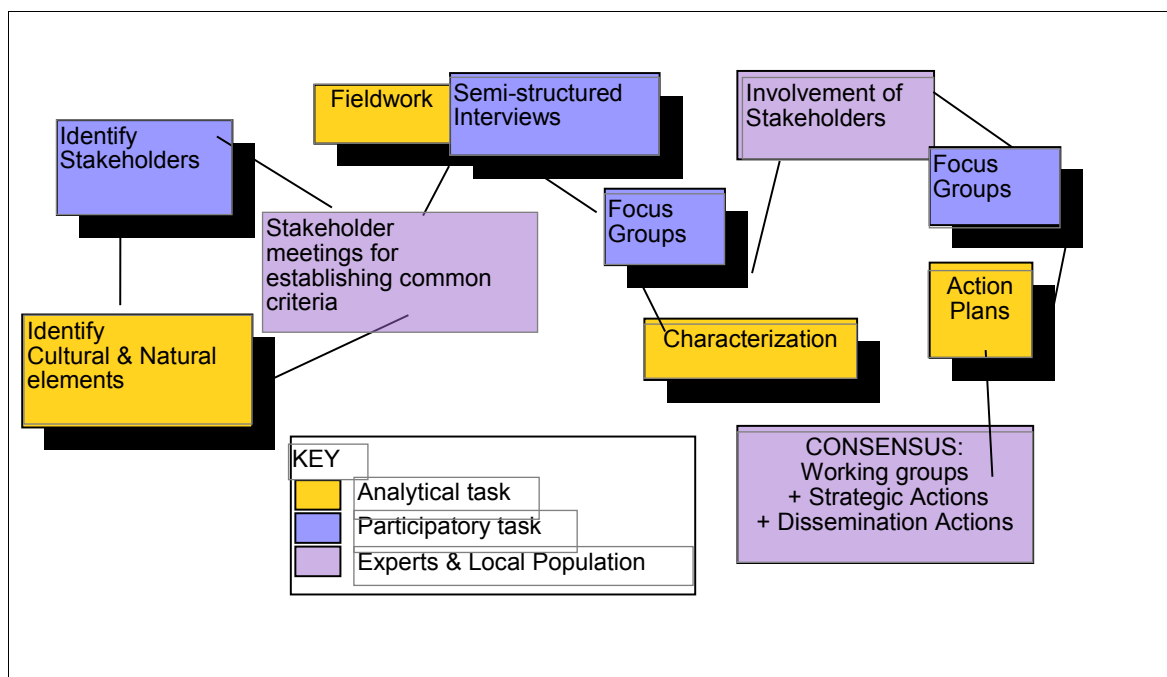 Identify
Stakeholders
Fieldwork
Semi-structured
Interviews
Involvement of
Stakeholders
Focus
Groups
Stakeholder
meetings for
establishing common
criteria
Focus
Groups
Identify
Cultural & Natural
elements
Characterization
Action
Plans
CONSENSUS:
Working groups
+ Strategic Actions
+ Dissemination Actions
KEY
Analytical task
Participatory task
Experts & Local Population